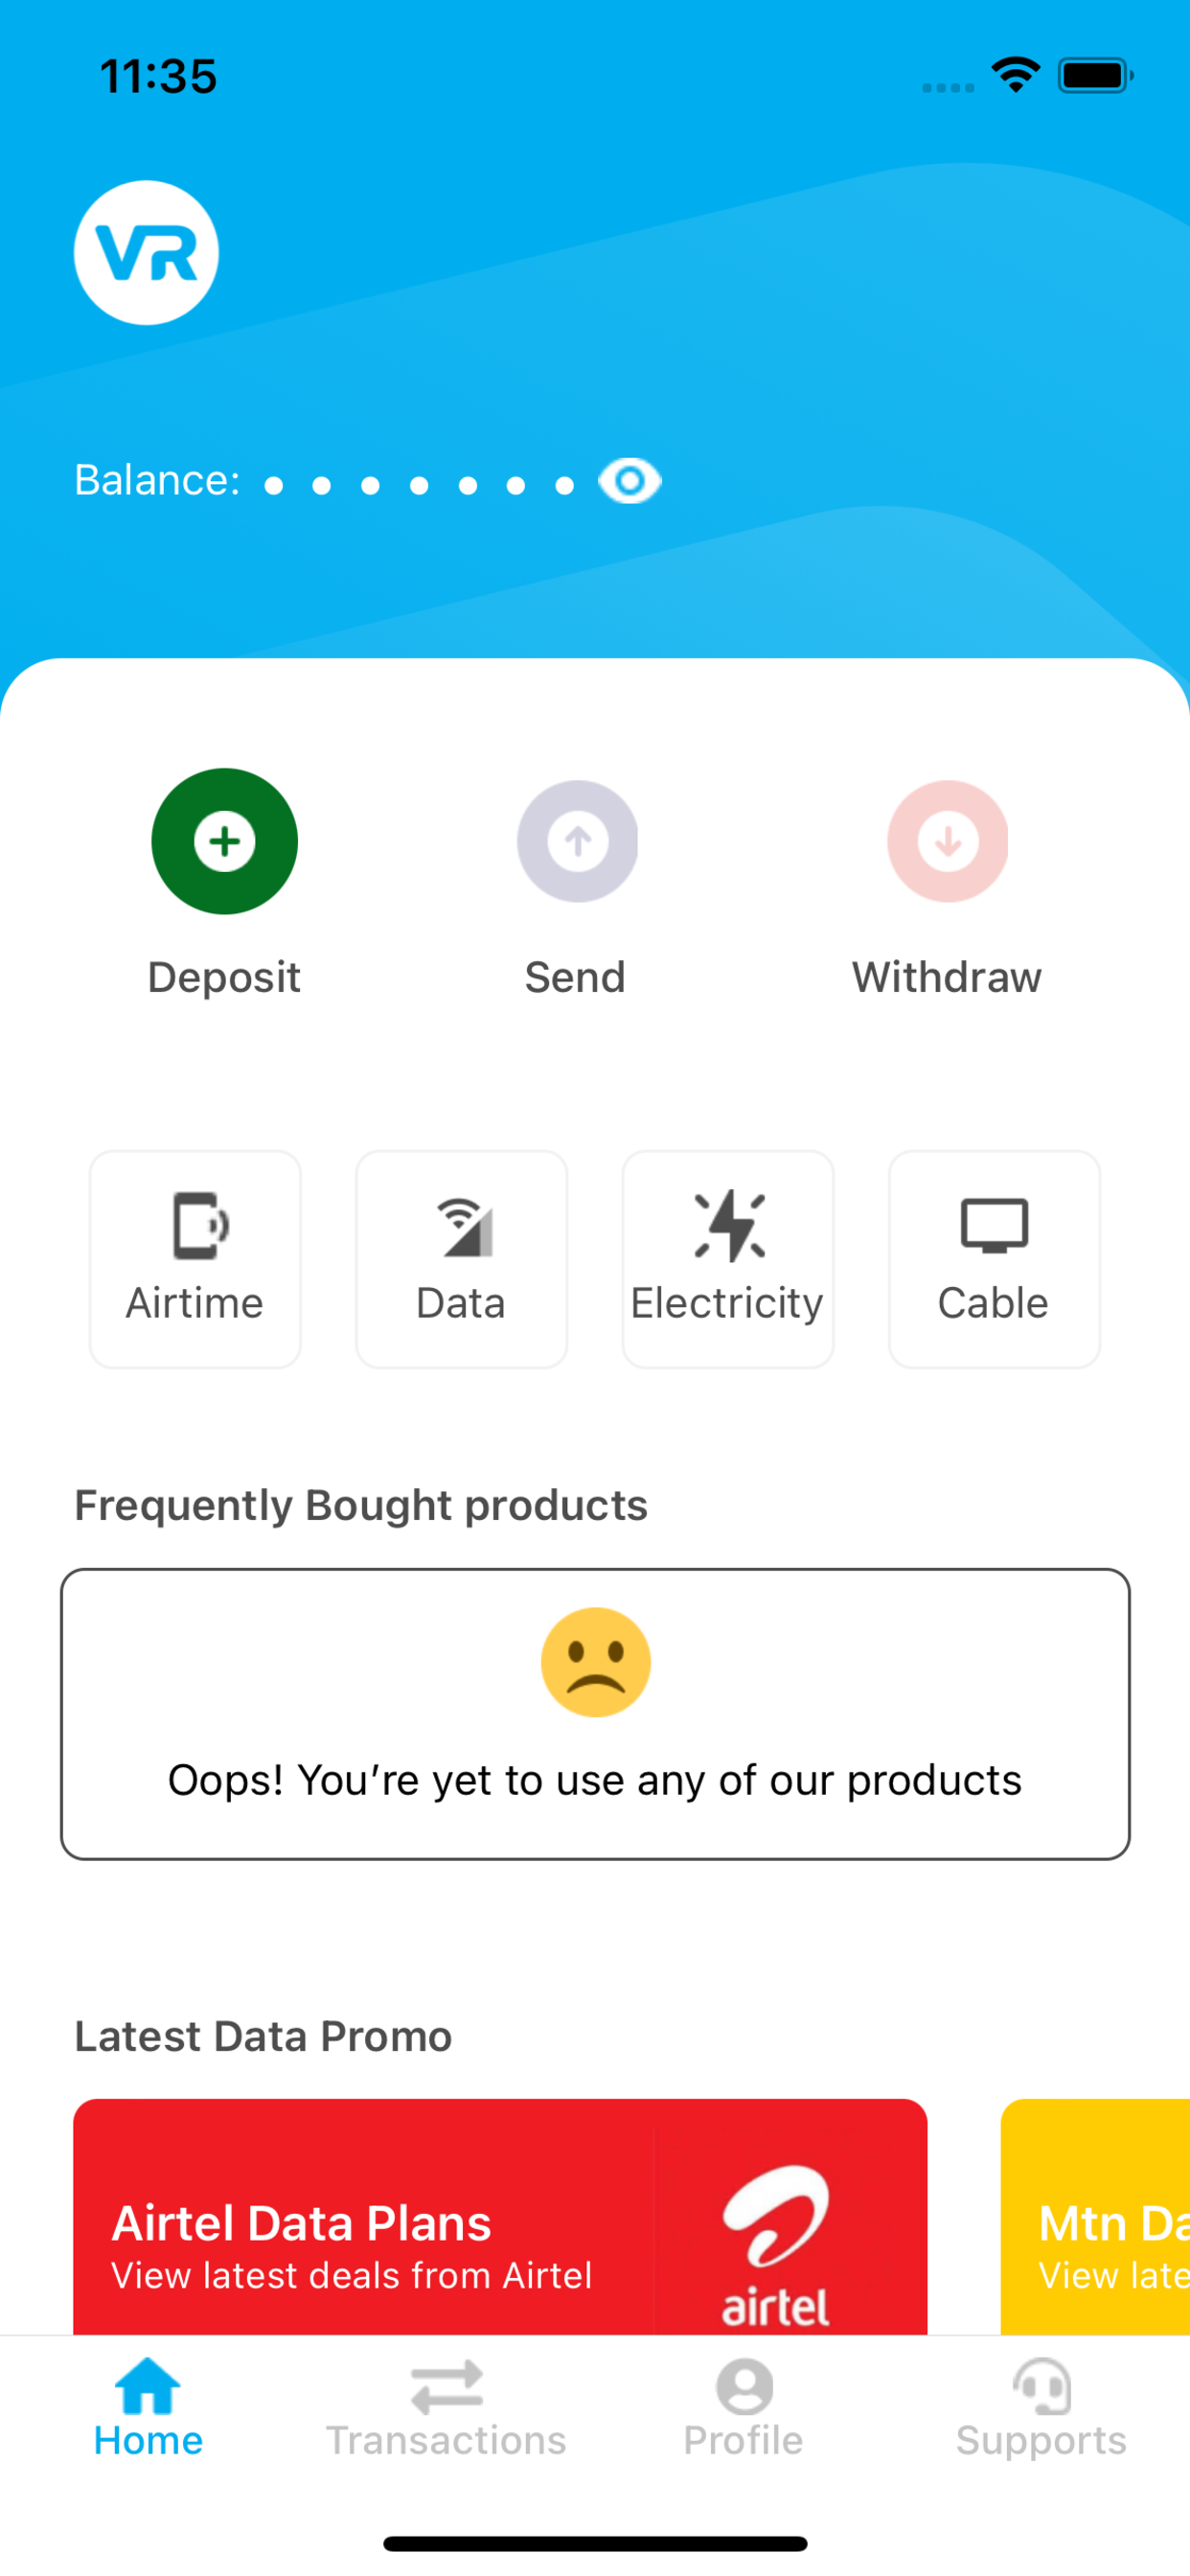 11:35
VR
Balance:
Deposit Send Withdraw
Airtime Data Electricity Cable
Frequently Bought products
Oops! You’re yet to use any of our products
Latest Data Promo
Airtel Data Plans
View latest deals from Airtel
airtel
Mtn Da
View late
Home Transactions Profile Supports